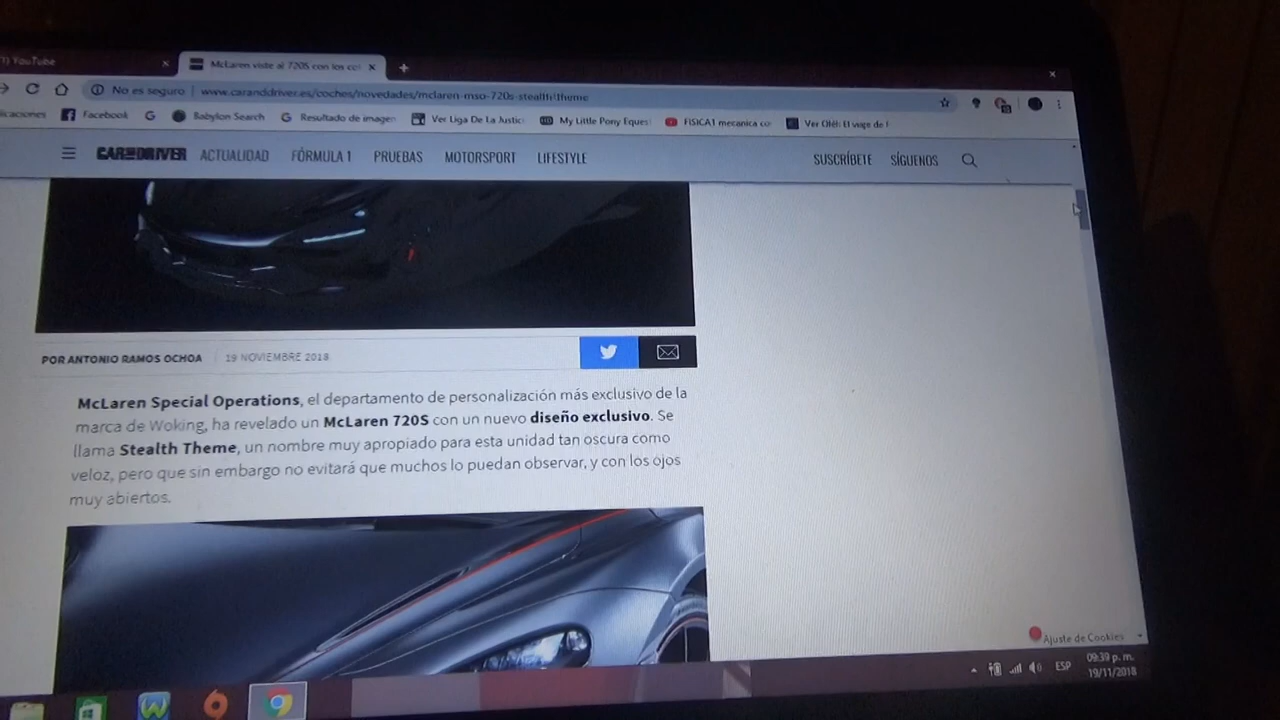 YouTube
McLaren viste al 720S con los co
No es seguro | www.caranddriver.es/coches/novedades/mclaren-mso-720s-stealth-theme
caciones Facebook Babylon Search Resultado de imagen Ver Liga De La Justic My Little Pony Equest FISICA1 mecanica co Ver Olé!: El viaje de
CAR AND DRIVER ACTUALIDAD FÓRMULA 1 PRUEBAS MOTORSPORT LIFESTYLE SUSCRÍBETE SÍGUENOS
POR ANTONIO RAMOS OCHOA 19 NOVIEMBRE 2018
McLaren Special Operations, el departamento de personalización más exclusivo de la
marca de Woking, ha revelado un McLaren 720S con un nuevo diseño exclusivo. Se
llama Stealth Theme, un nombre muy apropiado para esta unidad tan oscura como
veloz, pero que sin embargo no evitará que muchos lo puedan observar, y con los ojos
muy abiertos.
Ajuste de Cookies
ESP
09:39 p. m.
19/11/2018